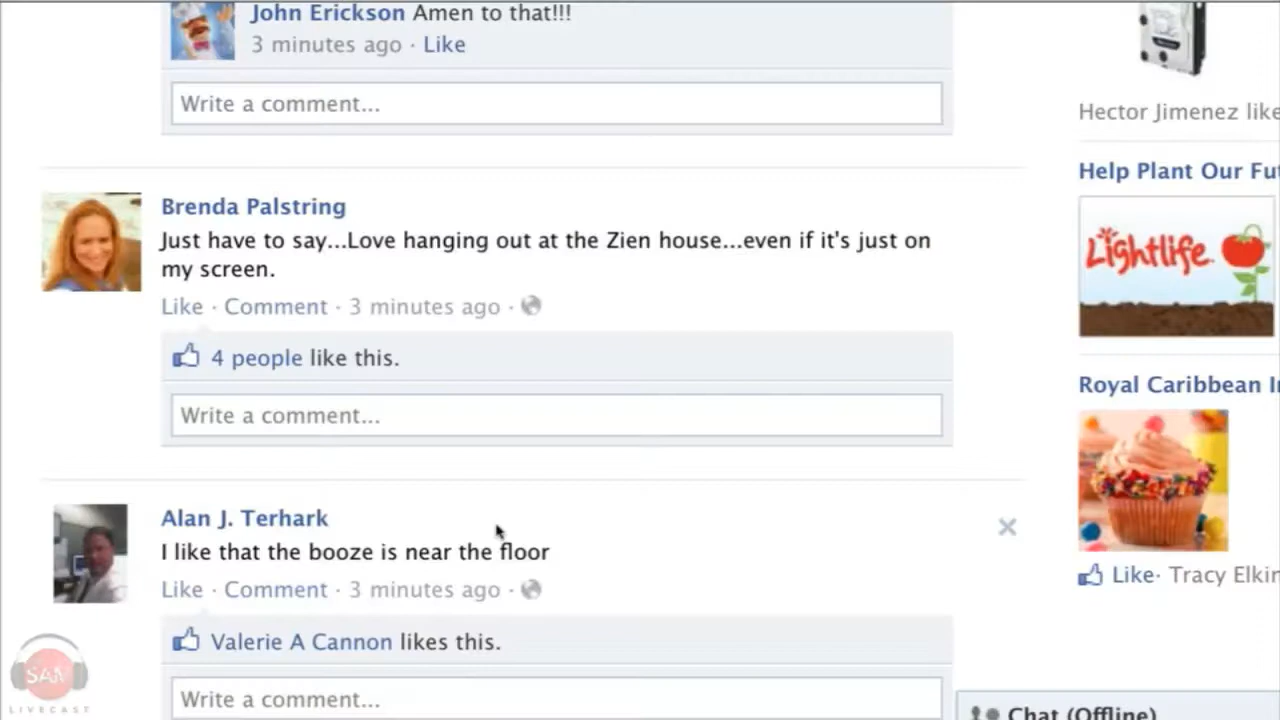 John Erickson Amen to that!!!
3 minutes ago · Like
Write a comment...
Hector Jimenez like
Brenda Palstring
Just have to say...Love hanging out at the Zien house...even if it's just on
my screen.
Like · Comment · 3 minutes ago ·
4 people like this.
Write a comment...
Help Plant Our Fu
Lightlife
Royal Caribbean I
Like· Tracy Elkin
Alan J. Terhark
I like that the booze is near the floor
Like · Comment · 3 minutes ago ·
Valerie A Cannon likes this.
Write a comment...
Chat (Offline)
SAM
LIVECAST